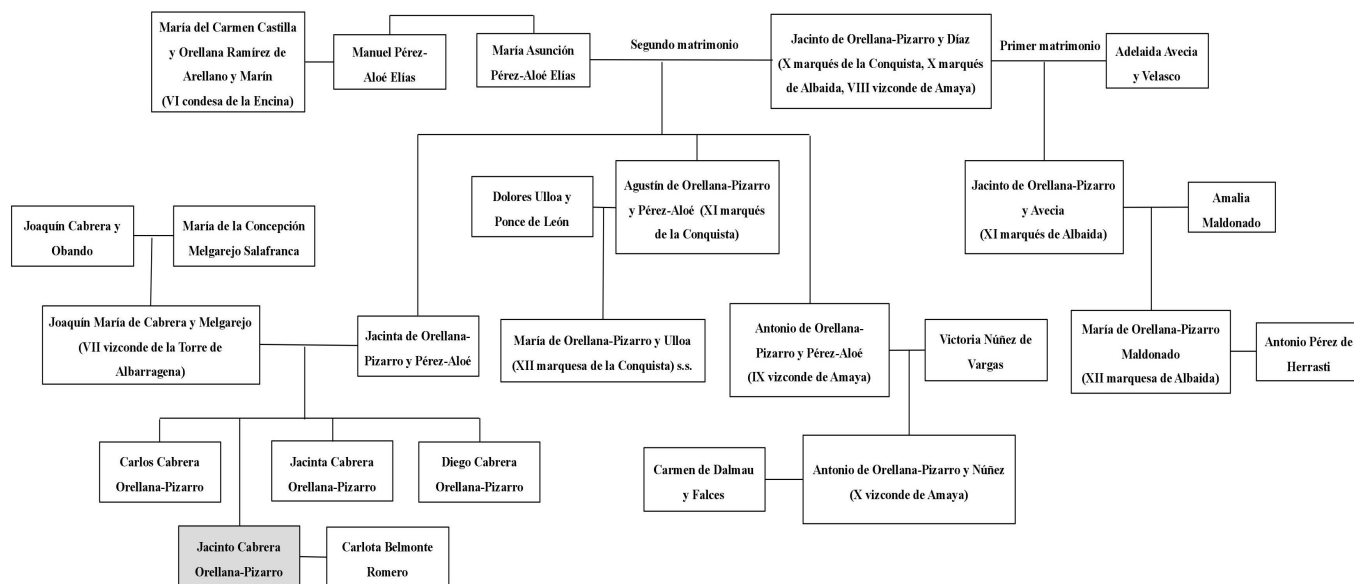 María del Carmen Castilla
y Orellana Ramírez de
Arellano y Marín
(VI condesa de la Encina)
Manuel Pérez-
Aloé Elías
María Asunción
Pérez-Aloé Elías
Segundo matrimonio
Jacinto de Orellana-Pizarro y Díaz
(X marqués de la Conquista, X marqués
de Albaida, VIII vizconde de Amaya)
Primer matrimonio
Adelaida Avecia
y Velasco
Joaquín Cabrera y
Obando
María de la Concepción
Melgarejo Salafranca
Dolores Ulloa y
Ponce de León
Agustín de Orellana-Pizarro
y Pérez-Aloé (XI marqués
de la Conquista)
Jacinto de Orellana-Pizarro
y Avecia
(XI marqués de Albaida)
Amalia
Maldonado
Joaquín María de Cabrera y Melgarejo
(VII vizconde de la Torre de
Albarragena)
Jacinta de Orellana-
Pizarro y Pérez-Aloé
María de Orellana-Pizarro y Ulloa
(XII marquesa de la Conquista) s.s.
Antonio de Orellana-
Pizarro y Pérez-Aloé
(IX vizconde de Amaya)
Victoria Núñez de
Vargas
María de Orellana-Pizarro
Maldonado
(XII marquesa de Albaida)
Antonio Pérez de
Herrasti
Carlos Cabrera
Orellana-Pizarro
Jacinta Cabrera
Orellana-Pizarro
Diego Cabrera
Orellana-Pizarro
Carmen de Dalmau
y Falces
Antonio de Orellana-Pizarro y Núñez
(X vizconde de Amaya)
Jacinto Cabrera
Orellana-Pizarro
Carlota Belmonte
Romero